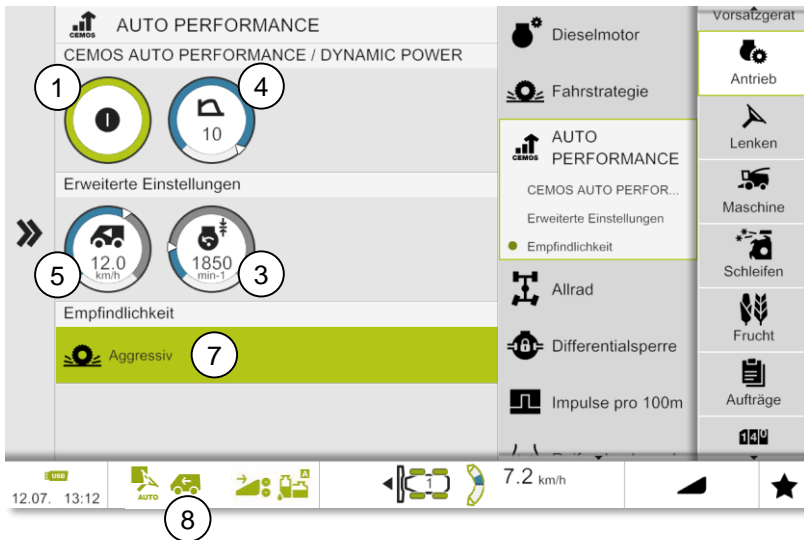 AUTO PERFORMANCE
CEMOS
CEMOS AUTO PERFORMANCE / DYNAMIC POWER
1
4
10
Erweiterte Einstellungen
12.0
km/h
5
1850
min-1
3
Empfindlichkeit
Aggressiv
7
Dieselmotor
Fahrstrategie
AUTO
PERFORMANCE
CEMOS
CEMOS AUTO PERFOR...
Erweiterte Einstellungen
Empfindlichkeit
Allrad
Differentialsperre
Impulse pro 100m
Vorsatzgerät
Antrieb
Lenken
Maschine
Schleifen
Frucht
Aufträge
140
USB
12.07. 13:12
AUTO
A
1
7.2 km/h
8